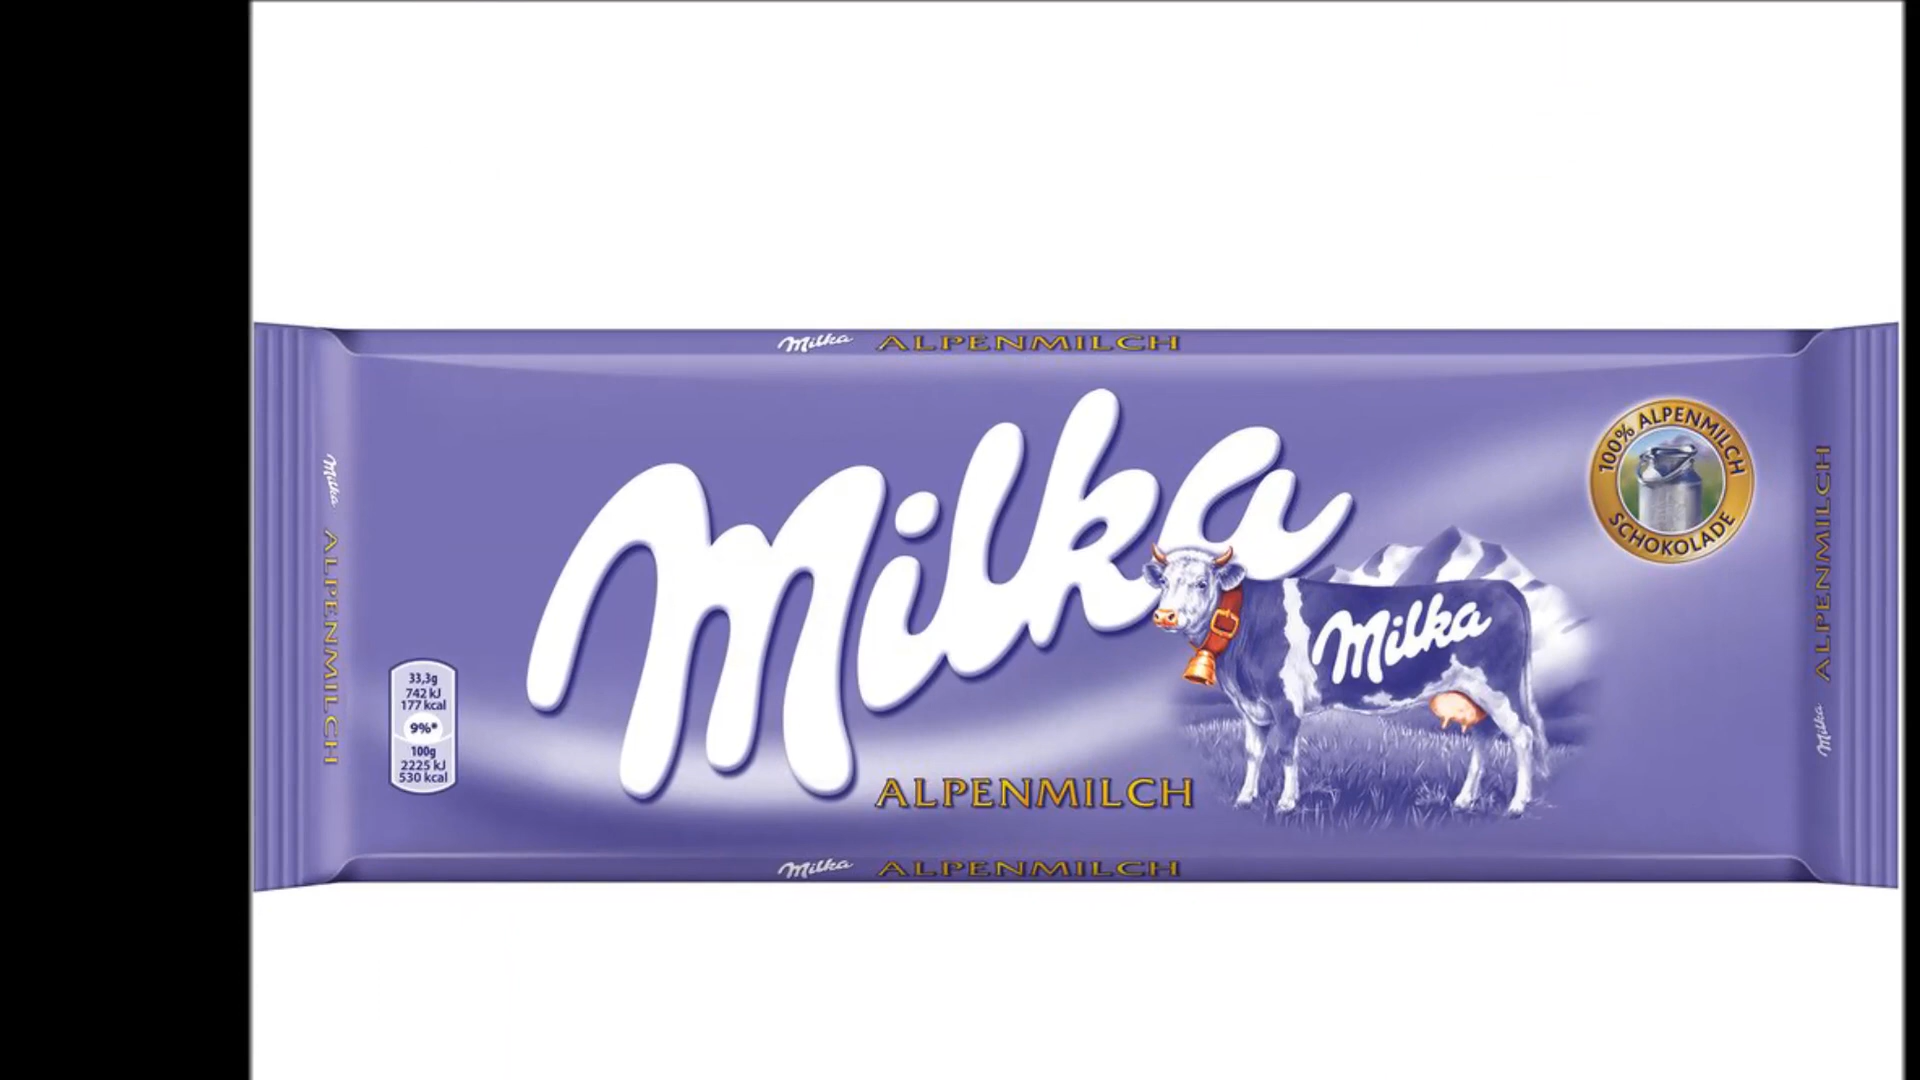 Milka ALPENMILCH
Milka ALPENMILCH
Milka
100% ALPENMILCH
SCHOKOLADE
Milka
33,3g
742 kJ
177 kcal
9%*
100g
2225 kJ
530 kcal
ALPENMILCH
Milka ALPENMILCH
Milka ALPENMILCH